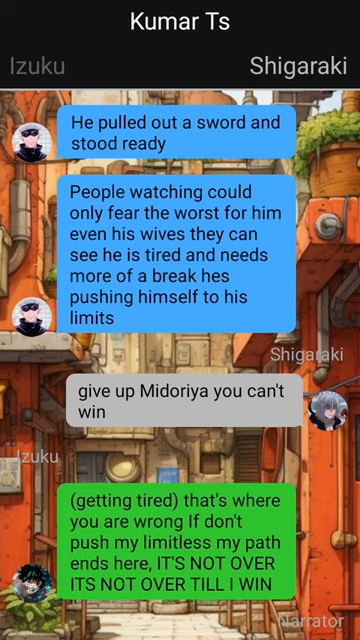 Kumar Ts
Izuku
Shigaraki
He pulled out a sword and
stood ready
People watching could
only fear the worst for him
even his wives they can
see he is tired and needs
more of a break hes
pushing himself to his
limits
Shigaraki
give up Midoriya you can't
win
Izuku
(getting tired) that's where
you are wrong If don't
push my limitless my path
ends here, IT'S NOT OVER
ITS NOT OVER TILL I WIN
Narrator